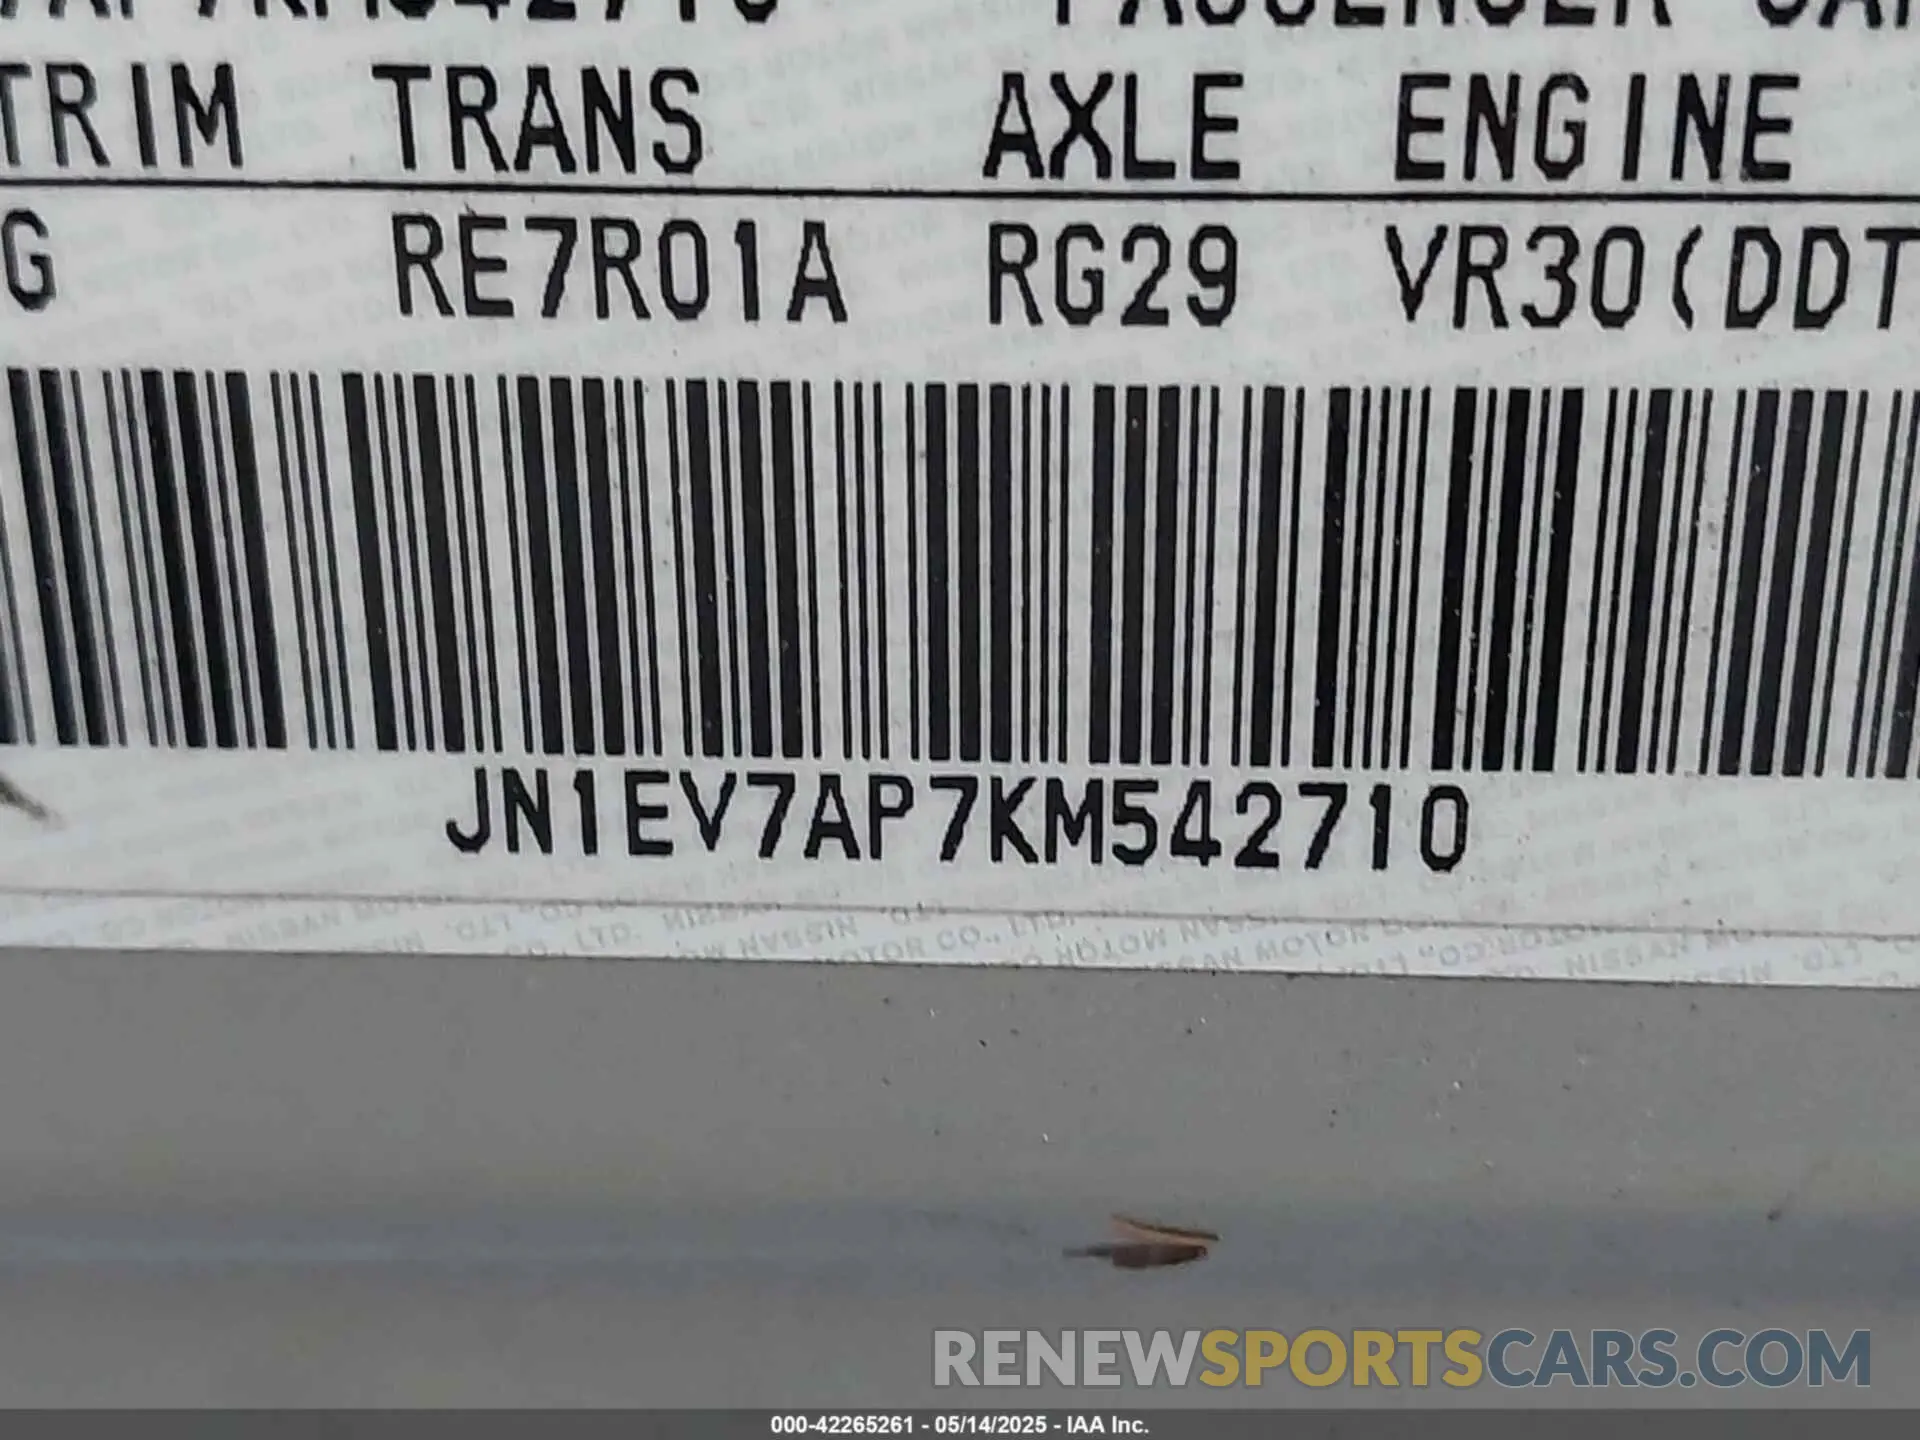 TRIM TRANS AXLE ENGINE
G RE7R01A RG29 VR30(DDT
JN1EV7AP7KM542710
RENEWSPORTSCARS.COM
000-42265261 - 05/14/2025 - IAA Inc.